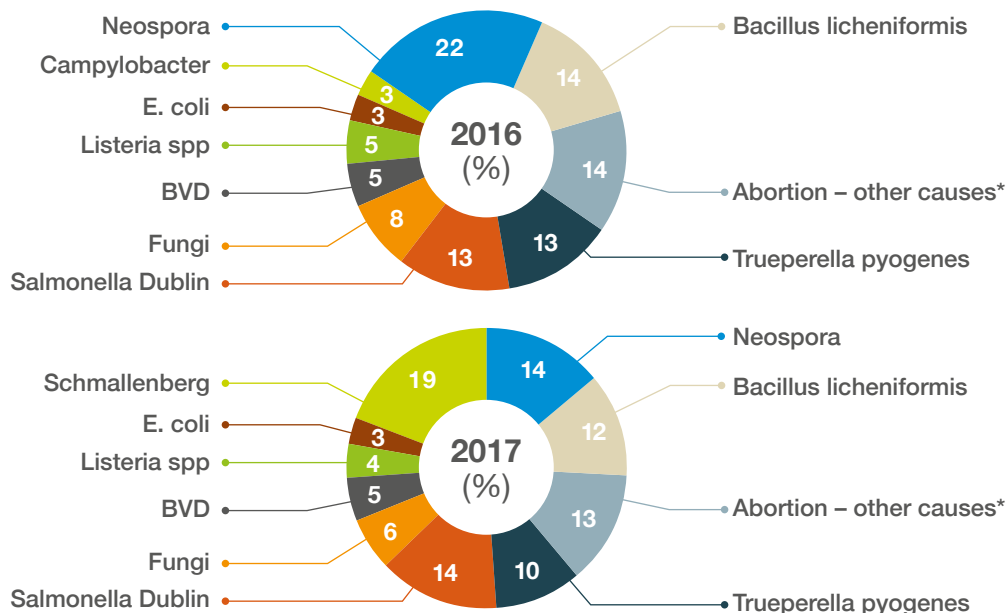 Neospora
22
Bacillus licheniformis
14
Campylobacter
3
E. coli
3
Listeria spp
5
2016
(%)
BVD
5
14
Abortion – other causes*
Fungi
8
13
Trueperella pyogenes
Salmonella Dublin
13
Neospora
14
Schmallenberg
19
Bacillus licheniformis
12
E. coli
3
Listeria spp
4
2017
(%)
BVD
5
13
Abortion – other causes*
Fungi
6
Salmonella Dublin
14
10
Trueperella pyogenes